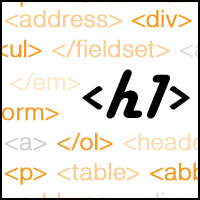 <address> <div>
<ul> </fieldset>
</em>
<h1>
orm>
<a> </ol> <heade
<p> <table> <abb